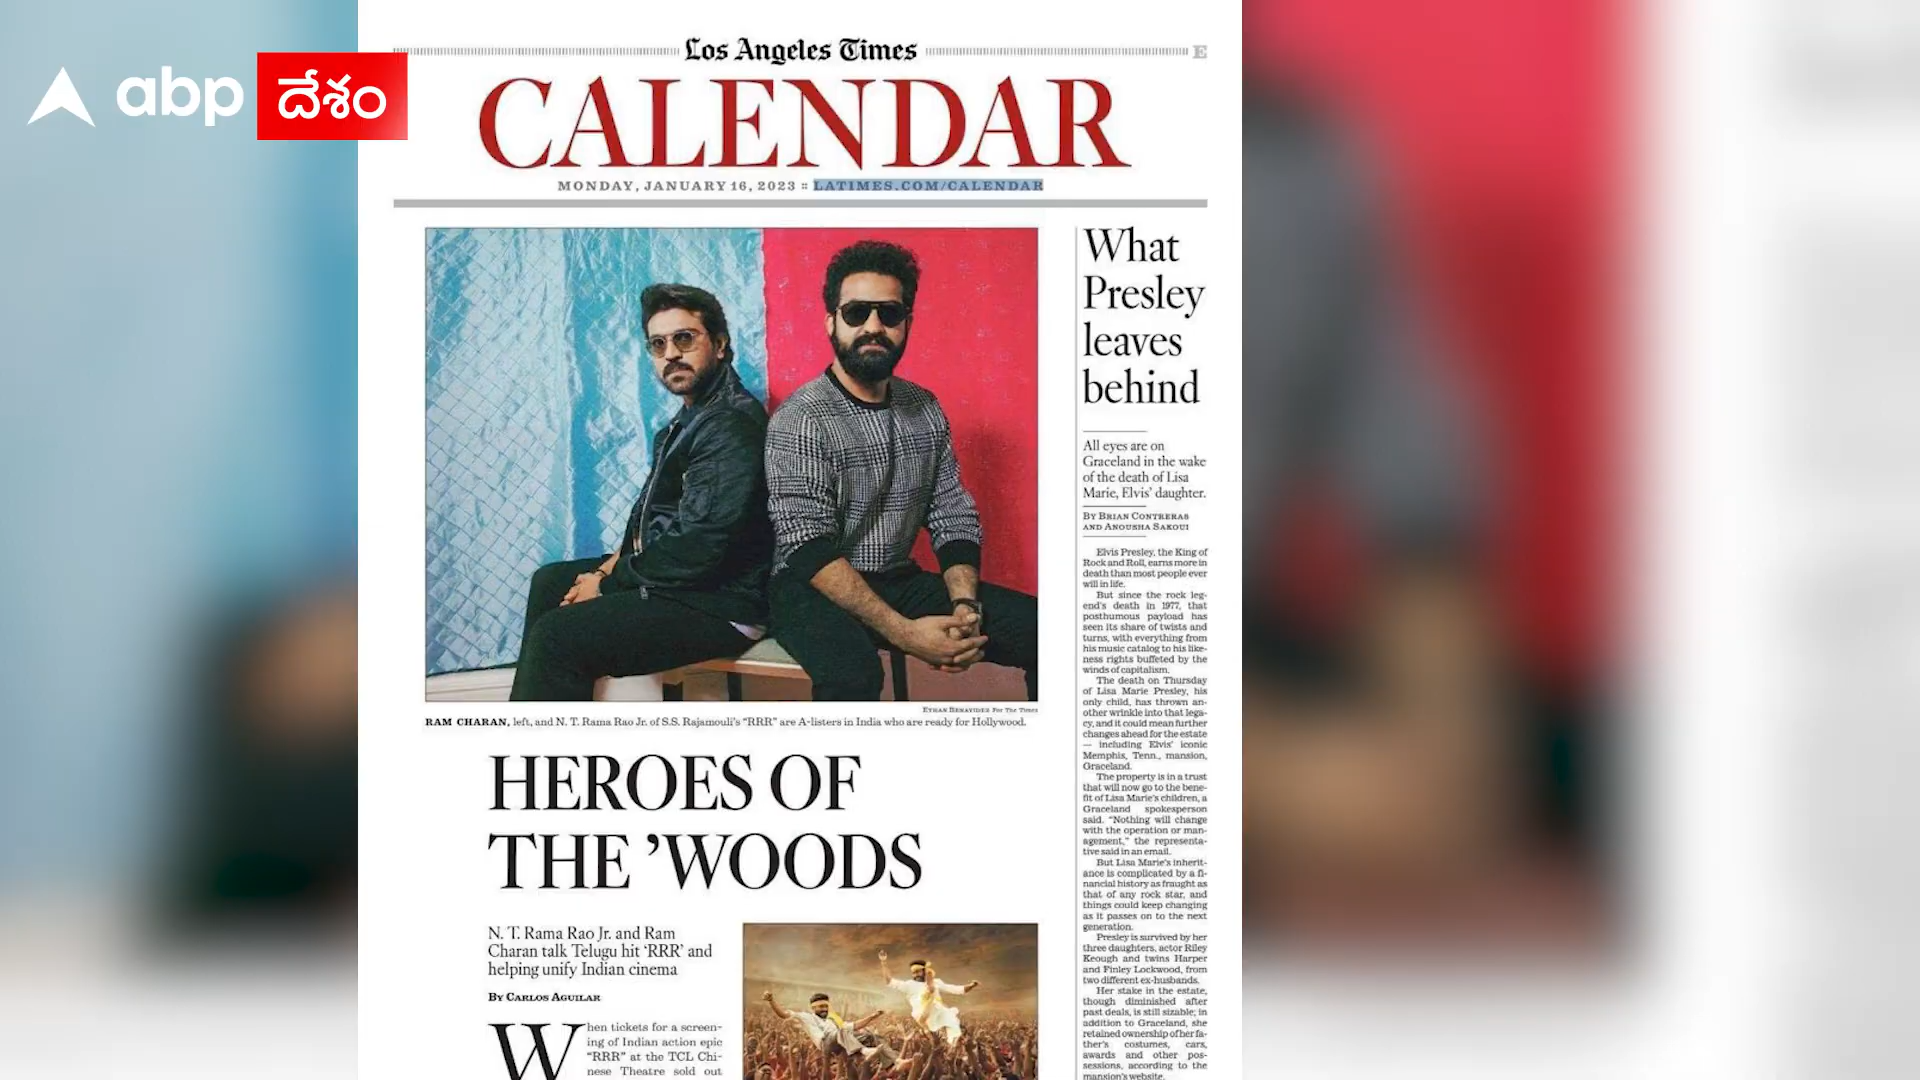 abp దేశం
Los Angeles Times
E
CALENDAR
MONDAY, JANUARY 16, 2023 :: LATIMES.COM/CALENDAR
ETHAN BENAVIDEZ For The Times
RAM CHARAN, left, and N. T. Rama Rao Jr. of S.S. Rajamouli's "RRR" are A-listers in India who are ready for Hollywood.
HEROES OF
THE 'WOODS
N. T. Rama Rao Jr. and Ram
Charan talk Telugu hit 'RRR' and
helping unify Indian cinema
BY CARLOS AGUILAR
When tickets for a screen-
ing of Indian action epic
"RRR" at the TCL Chi-
nese Theatre sold out
What
Presley
leaves
behind
All eyes are on
Graceland in the wake
of the death of Lisa
Marie, Elvis' daughter.
BY BRIAN CONTRERAS
AND ANOUSHA SAKOUI
Elvis Presley, the King of
Rock and Roll, earns more in
death than most people ever
will in life.
But since the rock leg-
end's death in 1977, that
posthumous payload has
seen its share of twists and
turns, with everything from
his music catalog to his like-
ness rights buffeted by the
winds of capitalism.
The death on Thursday
of Lisa Marie Presley, his
only child, has thrown an-
other wrinkle into that lega-
cy, and it could mean further
changes ahead for the estate
— including Elvis' iconic
Memphis, Tenn., mansion,
Graceland.
The property is in a trust
that will now go to the bene-
fit of Lisa Marie's children, a
Graceland spokesperson
said. "Nothing will change
with the operation or man-
agement," the representa-
tive said in an email.
But Lisa Marie's inherit-
ance is complicated by a fi-
nancial history as fraught as
that of any rock star, and
things could keep changing
as it passes on to the next
generation.
Presley is survived by her
three daughters, actor Riley
Keough and twins Harper
and Finley Lockwood, from
two different ex-husbands.
Her stake in the estate,
though diminished after
past deals, is still sizable; in
addition to Graceland, she
retained ownership of her fa-
ther's costumes, cars,
awards and other pos-
sessions, according to the
mansion's website.